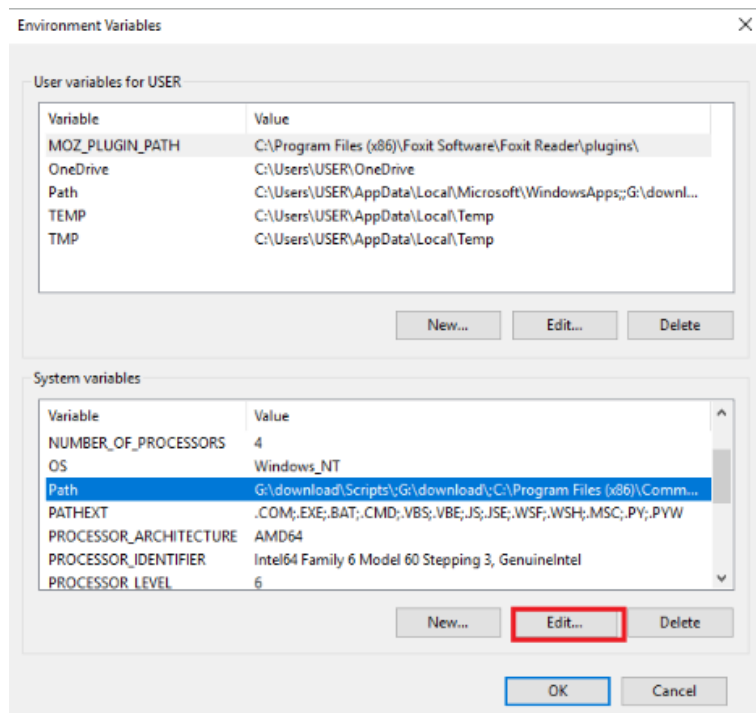 Environment Variables
User variables for USER
Variable Value
MOZ_PLUGIN_PATH C:\Program Files (x86)\Foxit Software\Foxit Reader\plugins\
OneDrive C:\Users\USER\OneDrive
Path C:\Users\USER\AppData\Local\Microsoft\WindowsApps;;G:\downl...
TEMP C:\Users\USER\AppData\Local\Temp
TMP C:\Users\USER\AppData\Local\Temp
New... Edit... Delete
System variables
Variable Value
NUMBER_OF_PROCESSORS 4
OS Windows_NT
Path G:\download\Scripts\;G:\download\;C:\Program Files (x86)\Comm...
PATHEXT .COM;.EXE;.BAT;.CMD;.VBS;.VBE;.JS;.JSE;.WSF;.WSH;.MSC;.PY;.PYW
PROCESSOR_ARCHITECTURE AMD64
PROCESSOR_IDENTIFIER Intel64 Family 6 Model 60 Stepping 3, GenuineIntel
PROCESSOR_LEVEL 6
New... Edit... Delete
OK Cancel